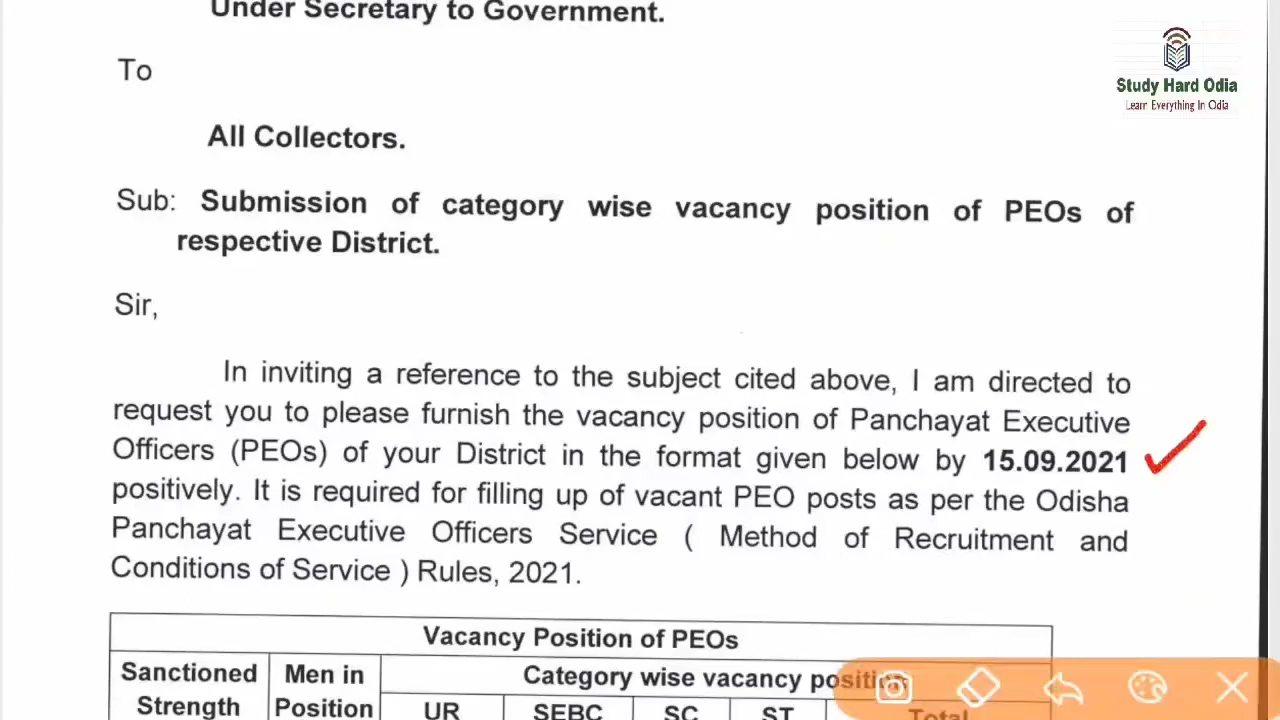 Under Secretary to Government.
Study Hard Odia
Learn Everything In Odia
To
All Collectors.
Sub: Submission of category wise vacancy position of PEOs of
respective District.
Sir,
In inviting a reference to the subject cited above, I am directed to
request you to please furnish the vacancy position of Panchayat Executive
Officers (PEOs) of your District in the format given below by 15.09.2021
positively. It is required for filling up of vacant PEO posts as per the Odisha
Panchayat Executive Officers Service ( Method of Recruitment and
Conditions of Service ) Rules, 2021.
Vacancy Position of PEOs
Sanctioned Strength
Men in Position
Category wise vacancy position
UR SEBC SC ST Total